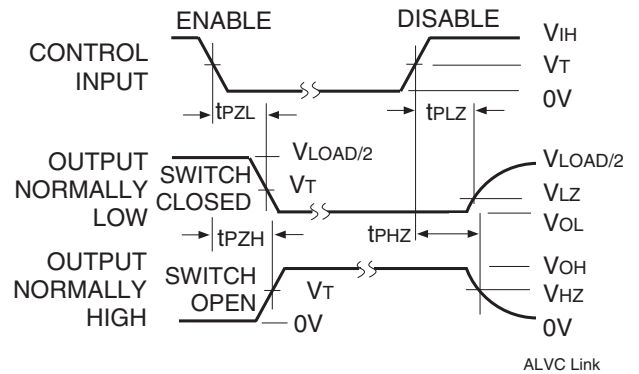 ENABLE DISABLE
CONTROL INPUT
VIH
VT
0V
tPZL
tPLZ
OUTPUT NORMALLY LOW
SWITCH CLOSED
VLOAD/2
VT
VLOAD/2
VLZ
VOL
tPZH
tPHZ
OUTPUT NORMALLY HIGH
SWITCH OPEN
VT
0V
VOH
VHZ
0V
ALVC Link